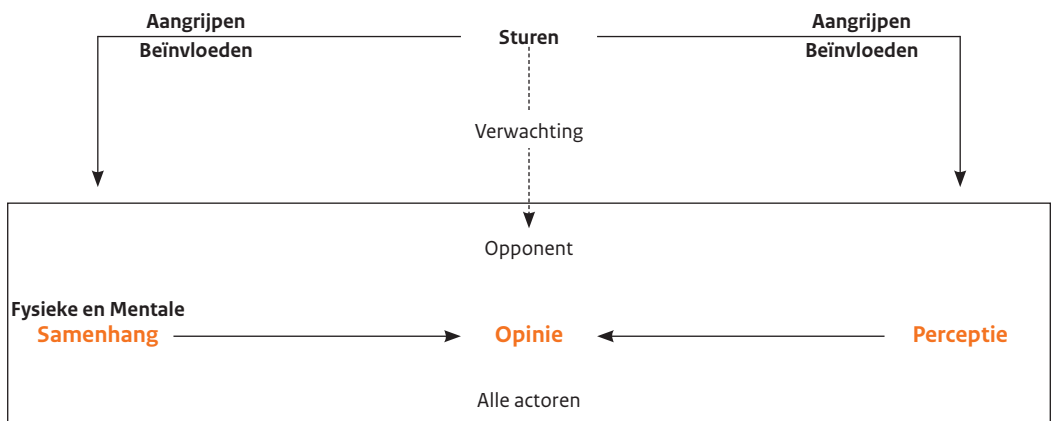 Aangrijpen
Beïnvloeden
Sturen
Aangrijpen
Beïnvloeden
Verwachting
Opponent
Fysieke en Mentale
Samenhang
Opinie
Perceptie
Alle actoren